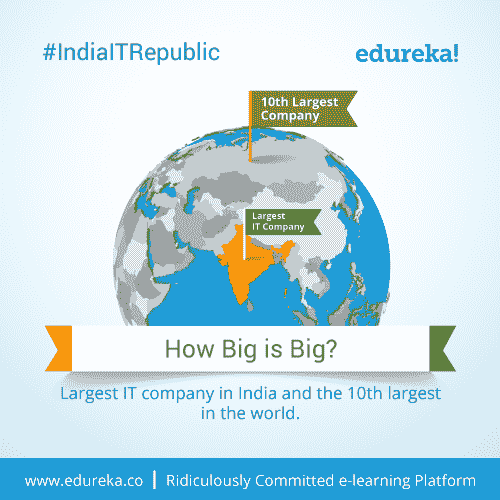 #IndiaITRepublic
edureka!
10th Largest
Company
Largest
IT Company
How Big is Big?
Largest IT company in India and the 10th largest
in the world.
www.edureka.co | Ridiculously Committed e-learning Platform